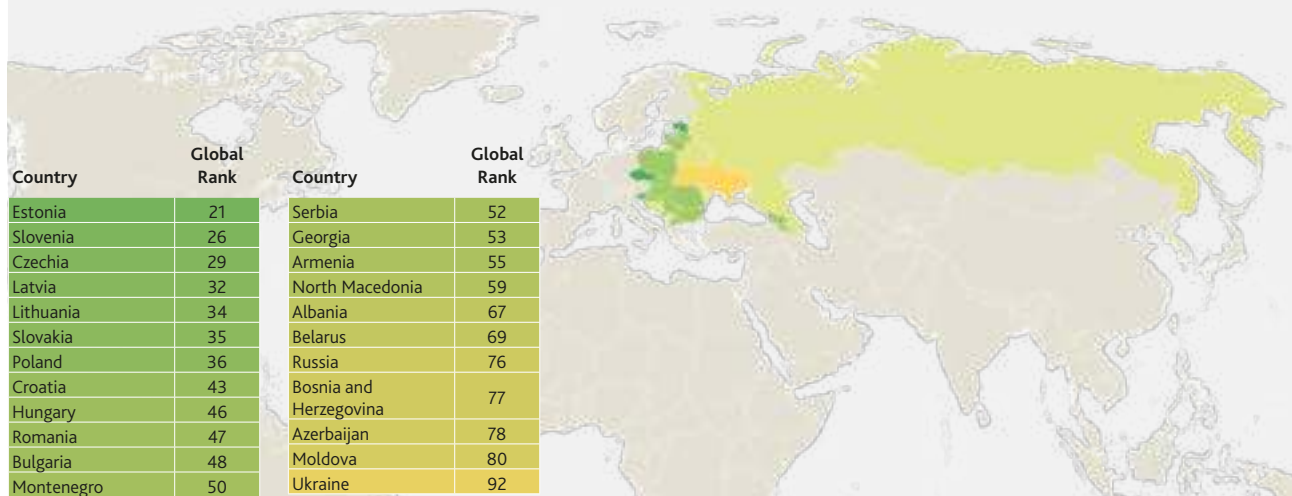 Country Global Rank
Estonia 21
Slovenia 26
Czechia 29
Latvia 32
Lithuania 34
Slovakia 35
Poland 36
Croatia 43
Hungary 46
Romania 47
Bulgaria 48
Montenegro 50
Country Global Rank
Serbia 52
Georgia 53
Armenia 55
North Macedonia 59
Albania 67
Belarus 69
Russia 76
Bosnia and
Herzegovina 77
Azerbaijan 78
Moldova 80
Ukraine 92